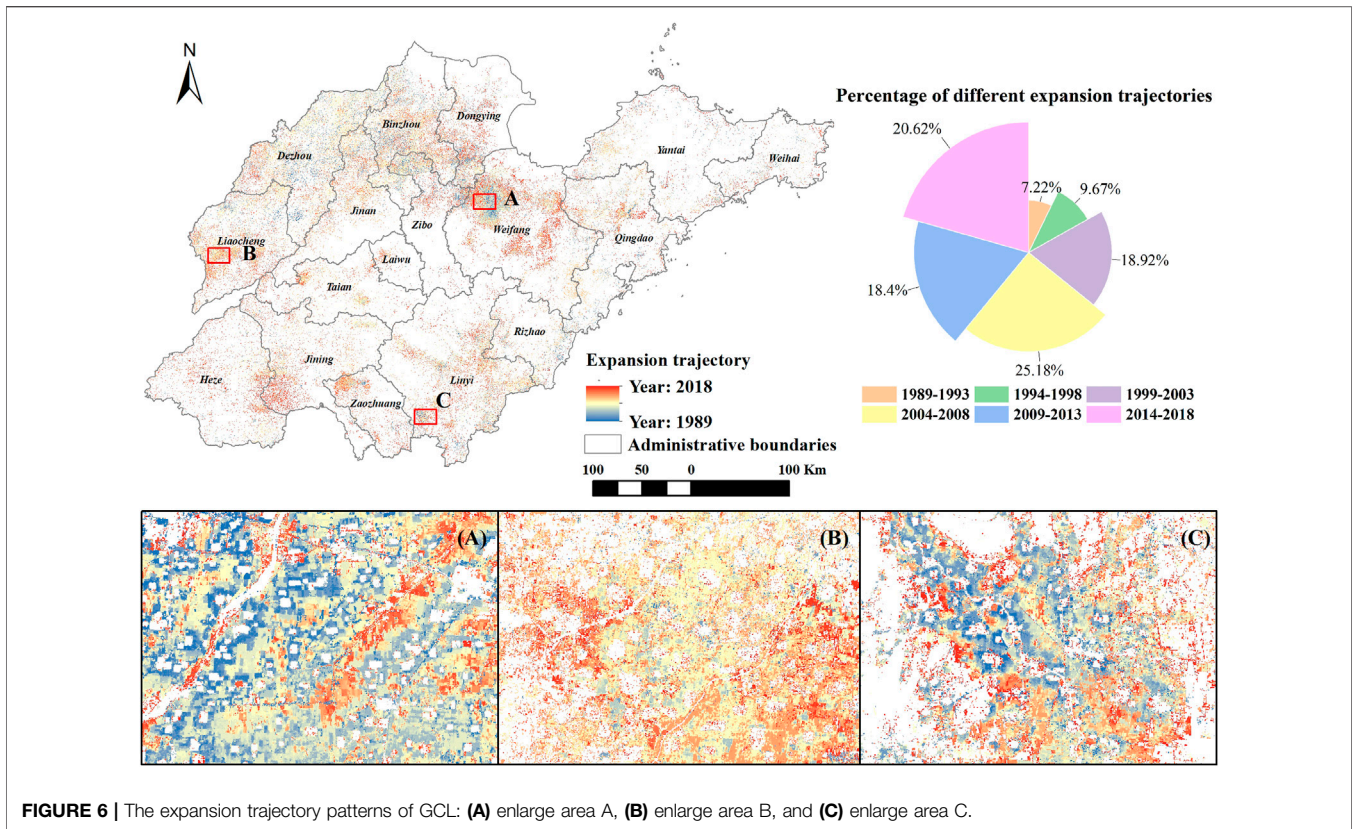 N
Binzhou
Dongying
Dezhou
Yantai
Weihai
Jinan
Zibo
A
Weifang
Qingdao
Liaocheng
B
Laiwu
Taian
Rizhao
Jining
Heze
Linyi
Zaozhuang
C
Expansion trajectory
Year: 2018
Year: 1989
Administrative boundaries
100 50 0 100 Km
Percentage of different expansion trajectories
20.62%
7.22%
9.67%
18.92%
18.4%
25.18%
1989-1993 1994-1998 1999-2003
2004-2008 2009-2013 2014-2018
(A) (B) (C)
FIGURE 6 | The expansion trajectory patterns of GCL: (A) enlarge area A, (B) enlarge area B, and (C) enlarge area C.